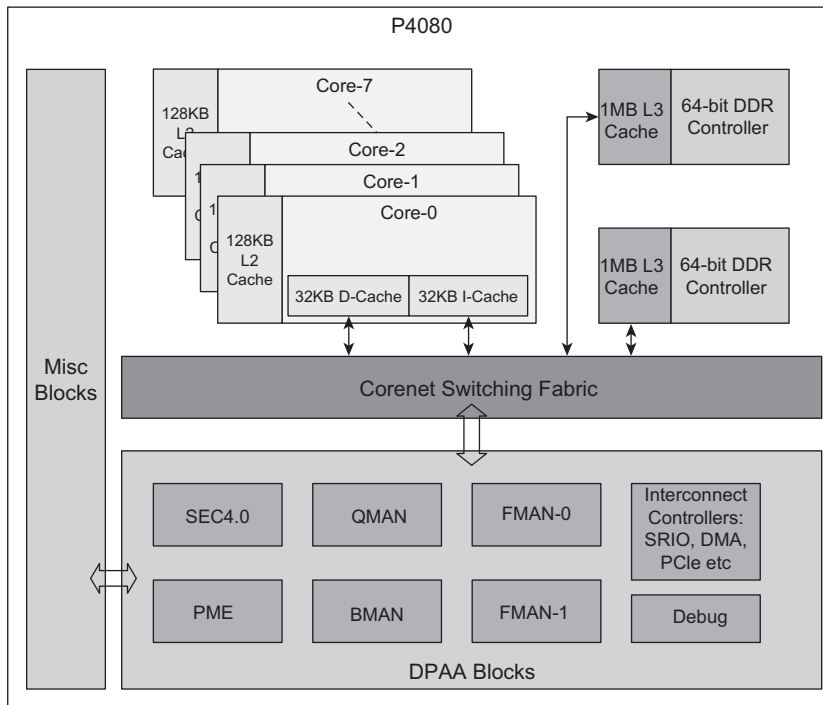 P4080
Misc
Blocks
128KB
L2
Cache
Core-7
Core-2
Core-1
Core-0
128KB
L2
Cache
32KB D-Cache
32KB I-Cache
1MB L3
Cache
64-bit DDR
Controller
1MB L3
Cache
64-bit DDR
Controller
Corenet Switching Fabric
SEC4.0
QMAN
FMAN-0
Interconnect
Controllers:
SRIO, DMA,
PCIe etc
PME
BMAN
FMAN-1
Debug
DPAA Blocks